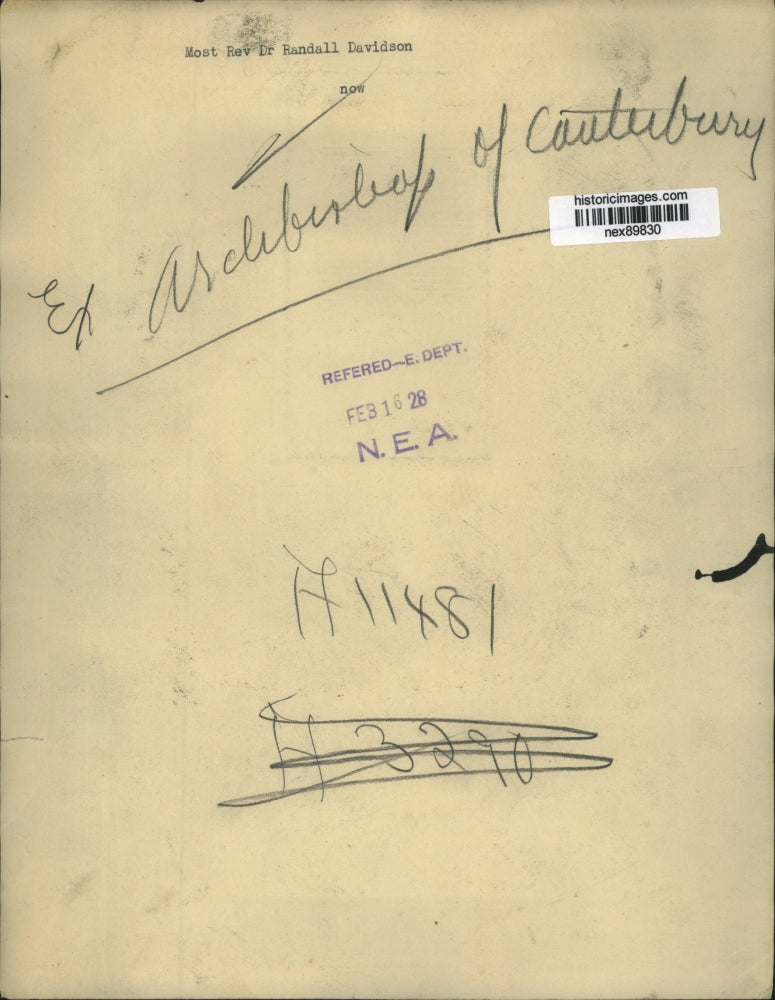 Most Rev Dr Randall Davidson
now
Ex Archbishop of Canterbury
historicimages.com
nex89830
REFERED—E. DEPT.
FEB 16 28
N. E. A.
H 11481
H 3290